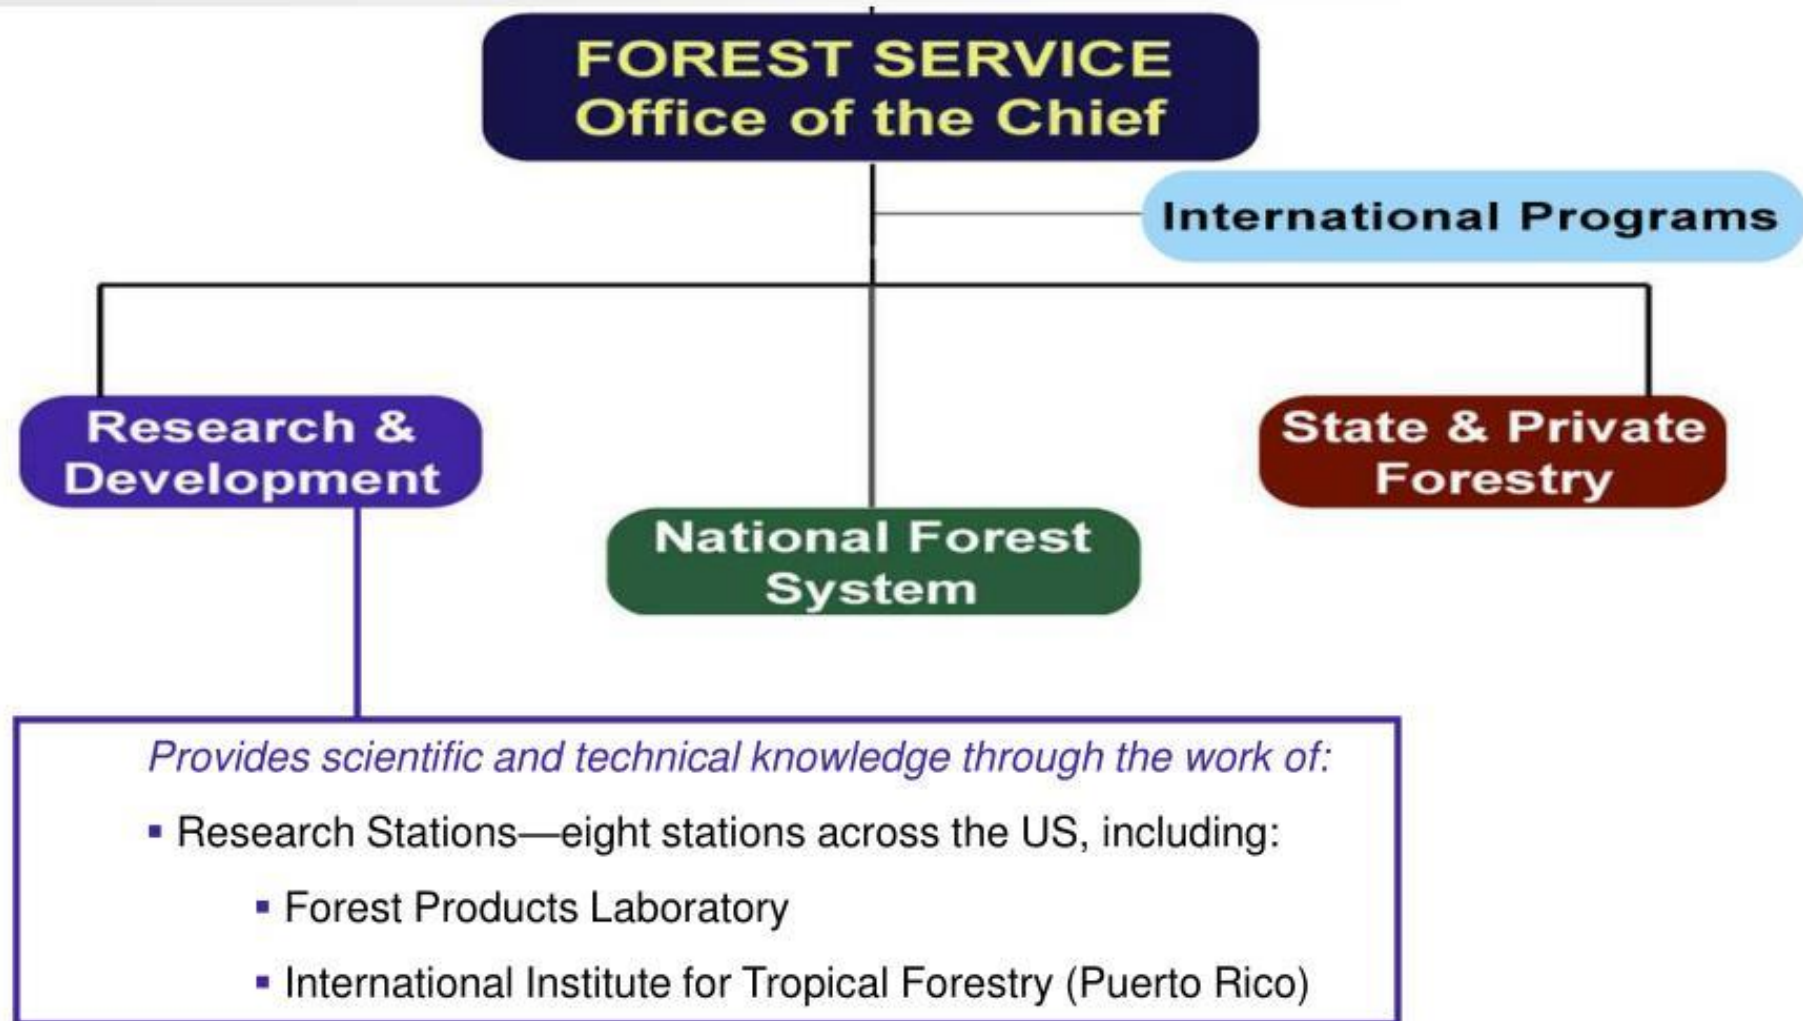 FOREST SERVICE
Office of the Chief
International Programs
Research &
Development
State & Private
Forestry
National Forest
System
Provides scientific and technical knowledge through the work of:
▪ Research Stations—eight stations across the US, including:
▪ Forest Products Laboratory
▪ International Institute for Tropical Forestry (Puerto Rico)